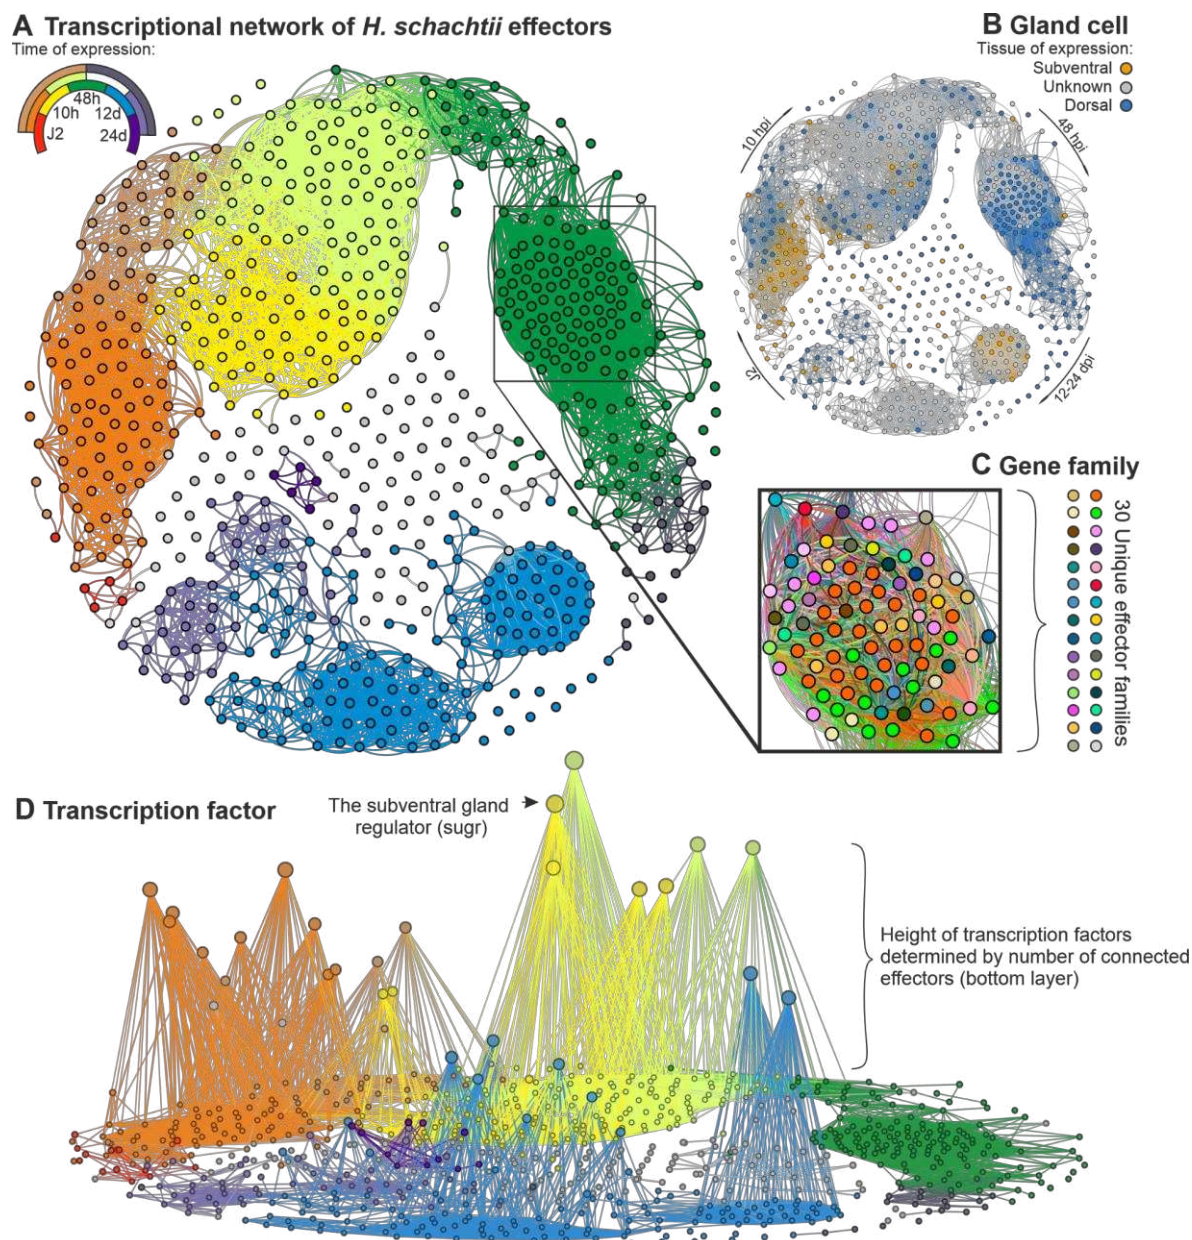 A Transcriptional network of H. schachtii effectors
Time of expression:
48h
10h
12d
J2
24d
B Gland cell
Tissue of expression:
Subventral
Unknown
Dorsal
10 hpi
48 hpi
J2
12-24 dpi
C Gene family
30 Unique effector families
D Transcription factor
The subventral gland
regulator (sugr)
Height of transcription factors
determined by number of connected
effectors (bottom layer)